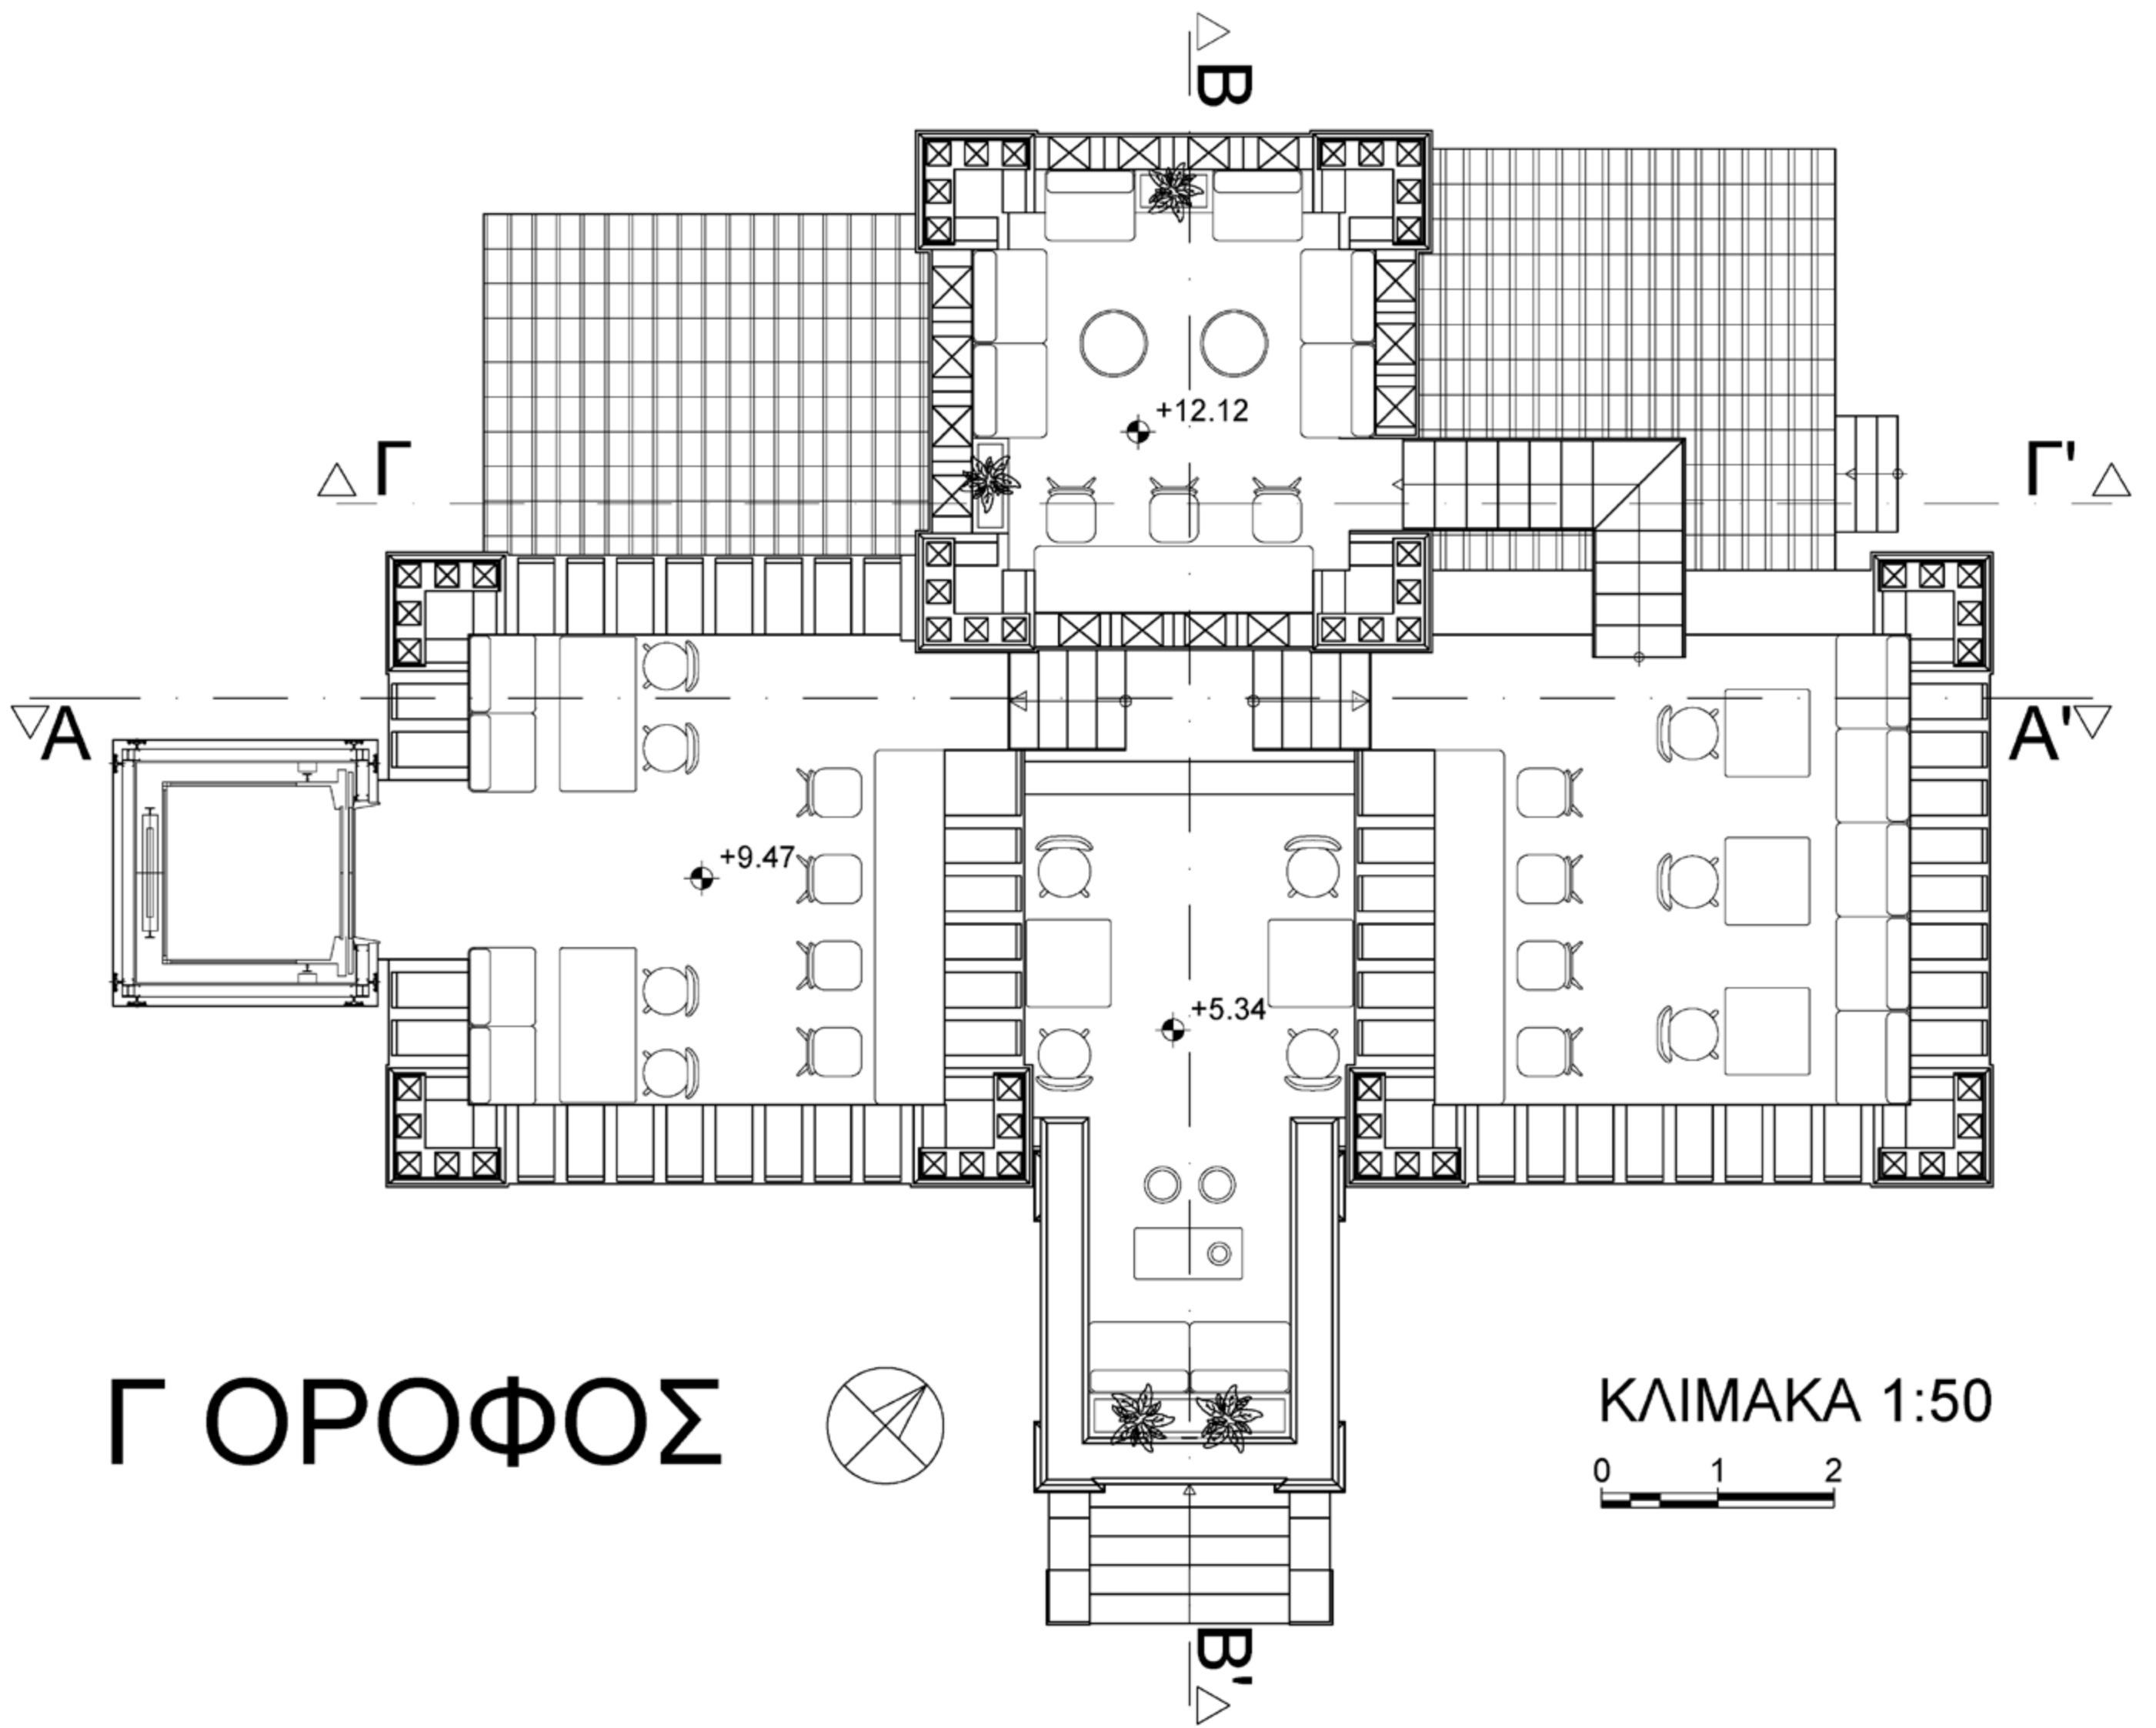 Β
+12.12
Γ
Γ'
Α
Α'
+9.47
+5.34
Γ ΟΡΟΦΟΣ
ΚΛΙΜΑΚΑ 1:50
0 1 2
Β'